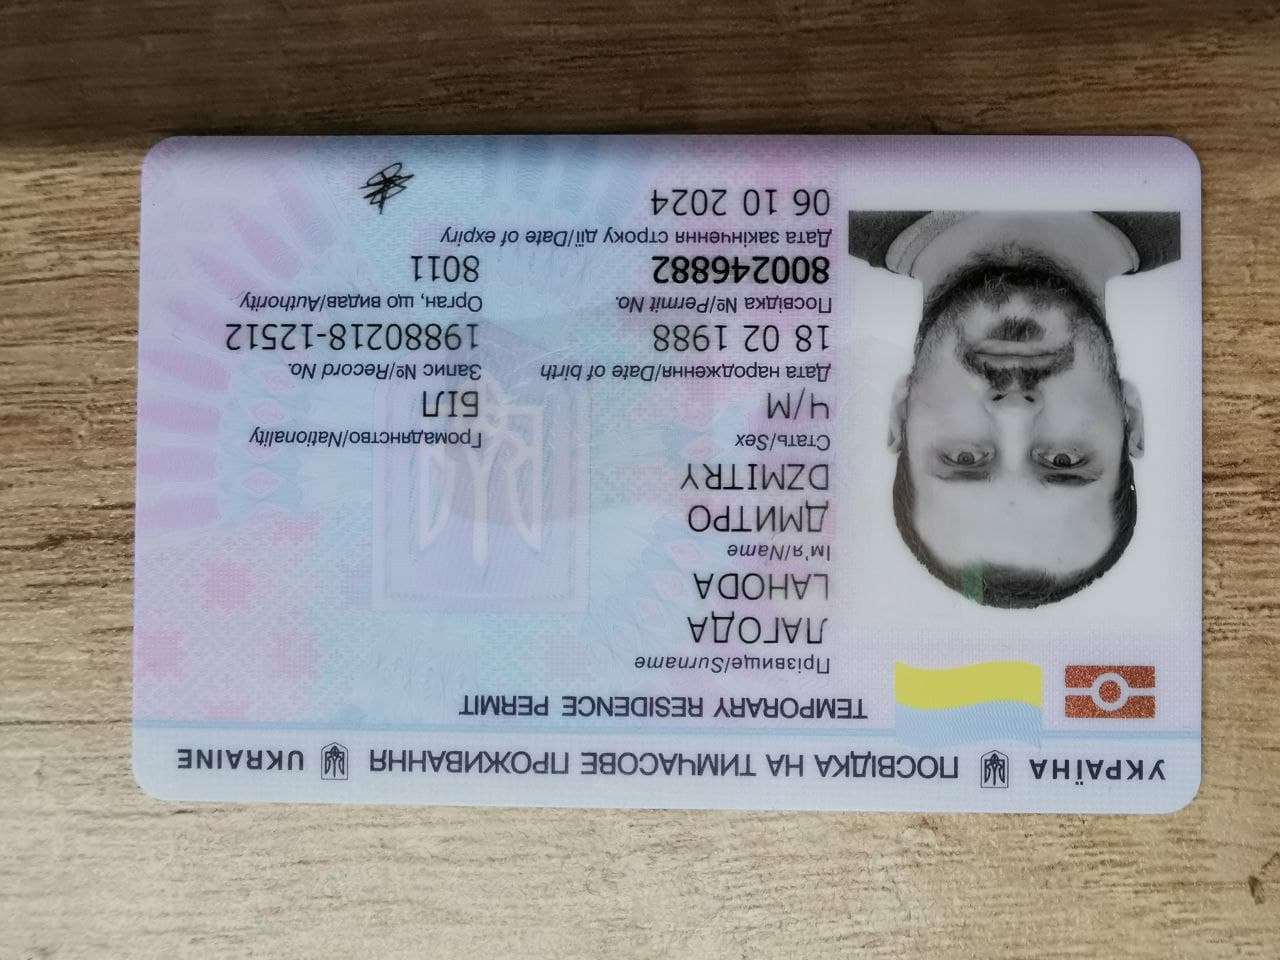 УКРАЇНА ПОСВІДКА НА ТИМЧАСОВЕ ПРОЖИВАННЯ UKRAINE
TEMPORARY RESIDENCE PERMIT
Прізвище/Surname
ЛАГОДА
LAHODA
Ім'я/Name
ДМИТРО
DZMITRY
Стать/Sex
Ч/M
Громадянство/Nationality
БІЛ
Дата народження/Date of birth
18 02 1988
Запис №/Record No.
19880218-12512
Посвідка №/Permit No.
800246882
Орган, що видав/Authority
8011
Дата закінчення строку дії/Date of expiry
06 10 2024